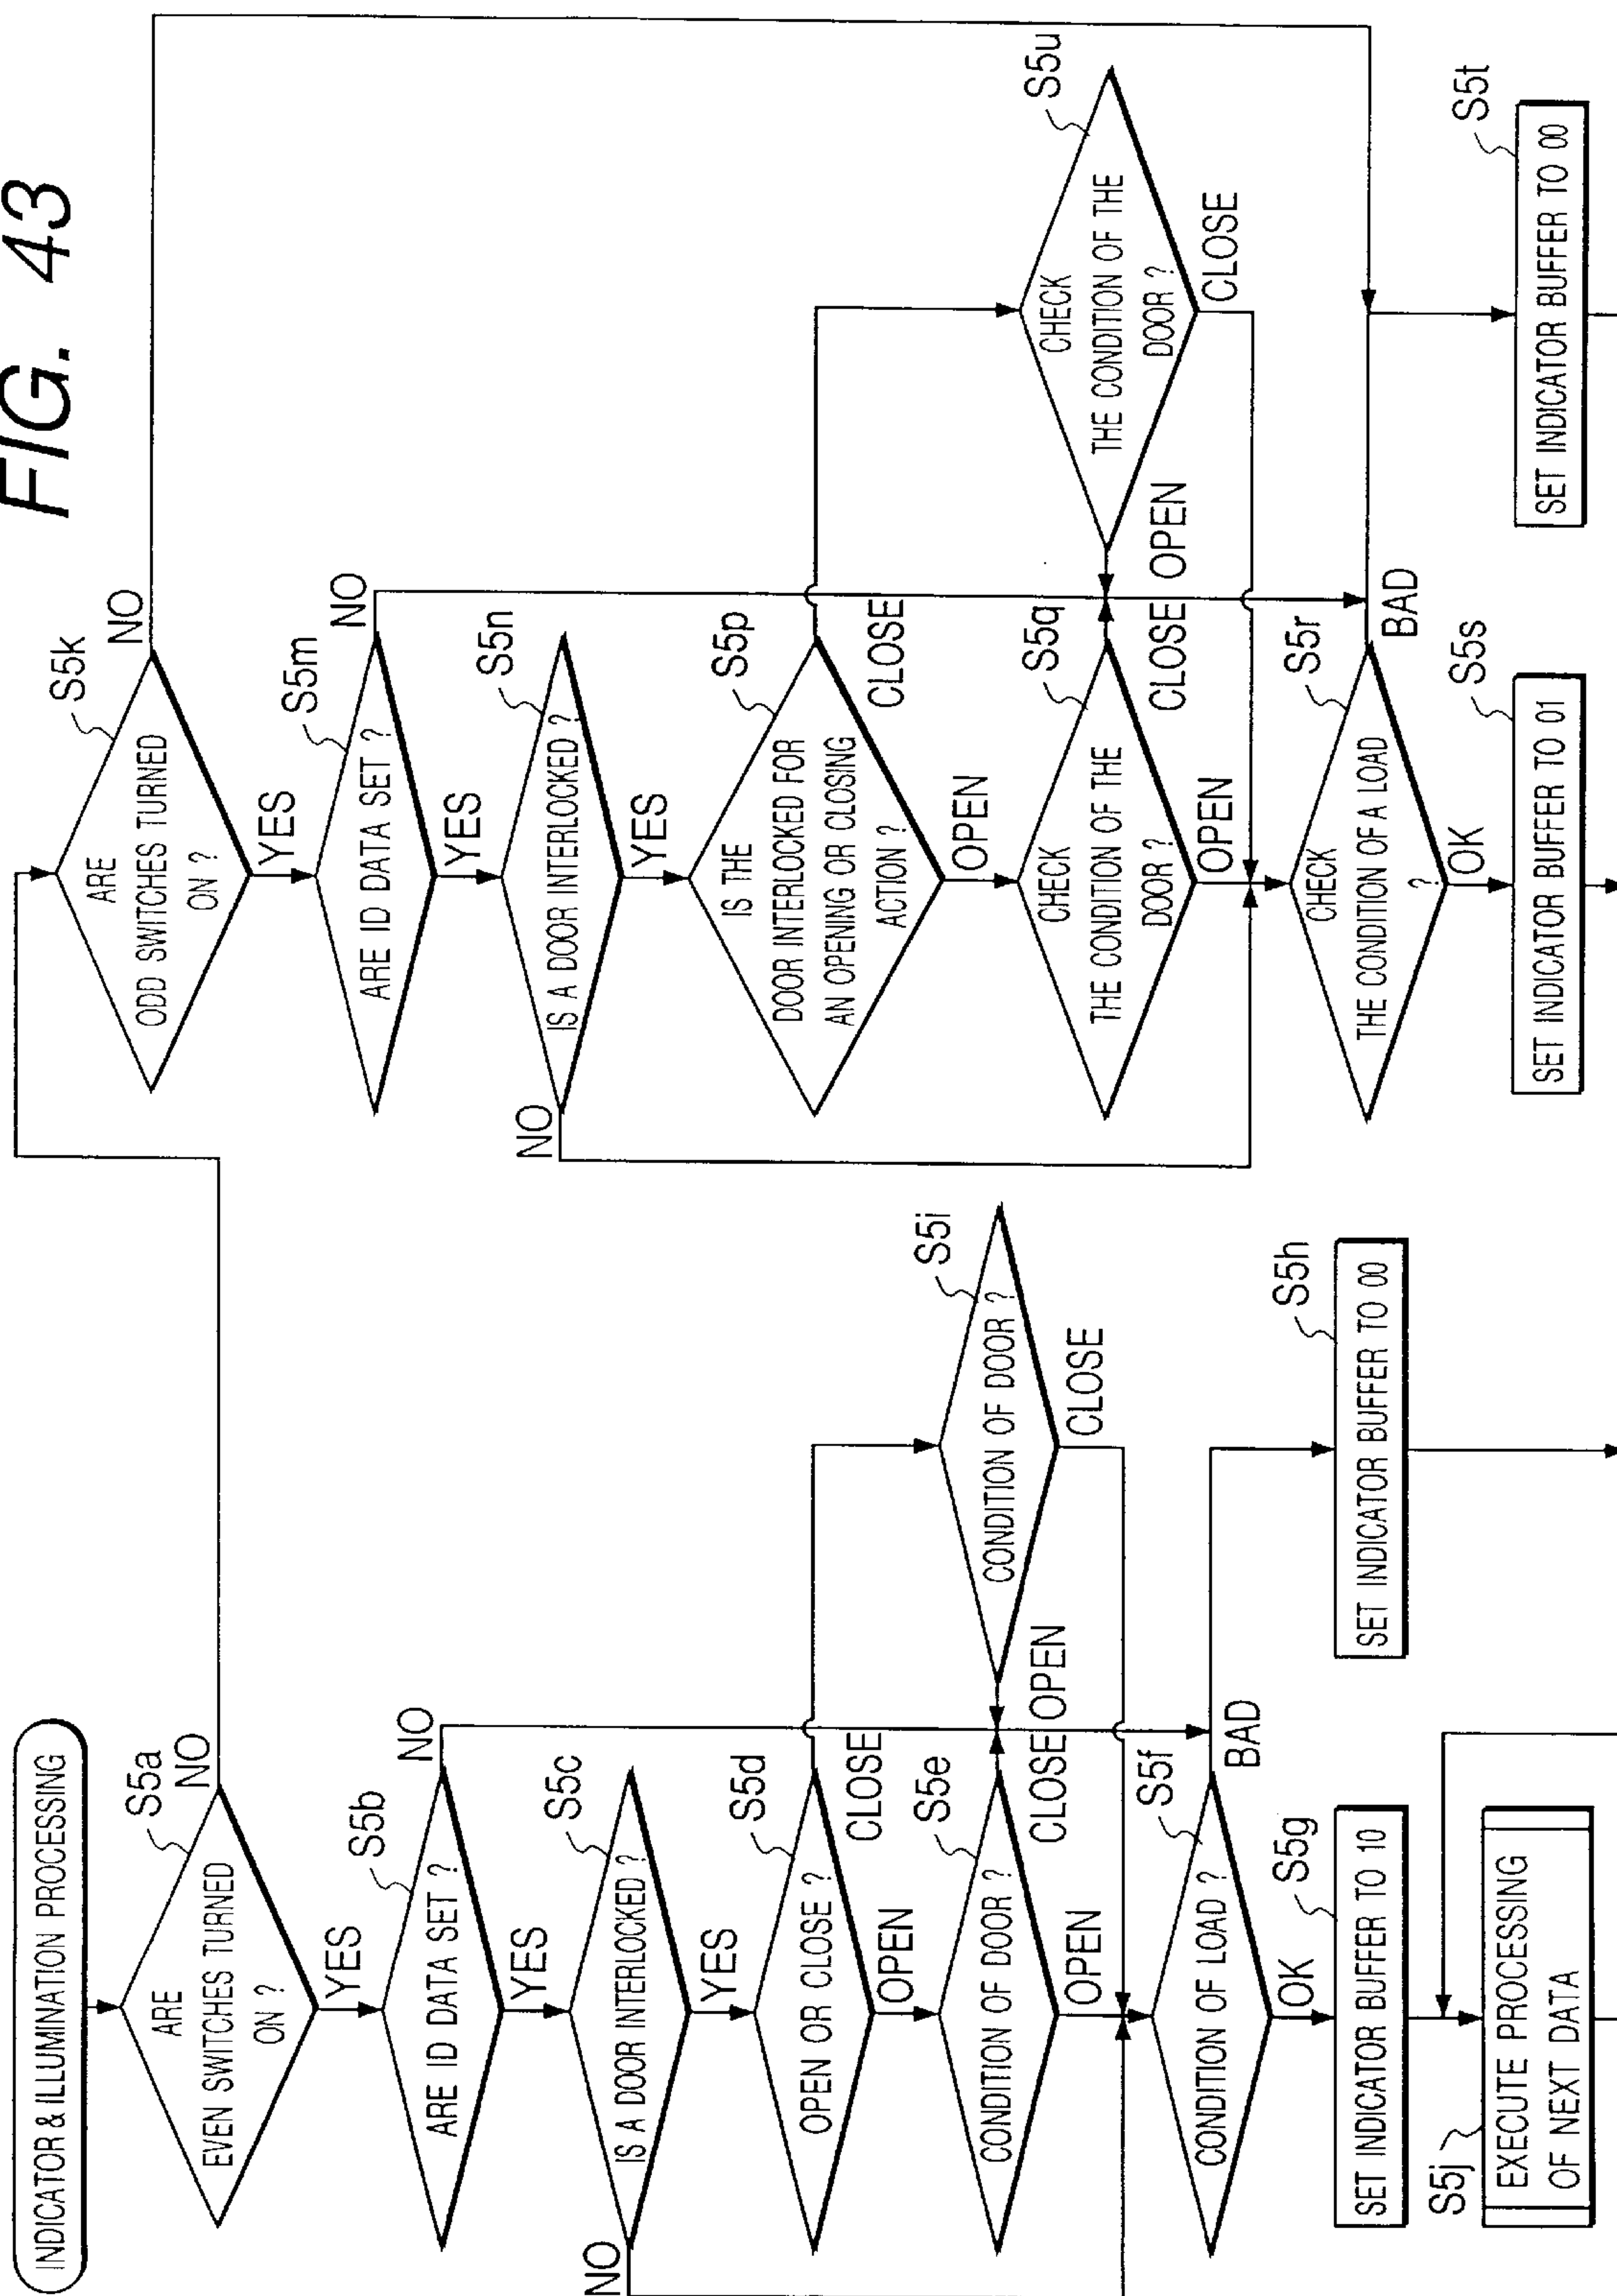 FIG. 43
INDICATOR & ILLUMINATION PROCESSING
S5a
ARE
EVEN SWITCHES TURNED
ON ?
NO
YES
S5b
ARE ID DATA SET ?
NO
YES
S5c
IS A DOOR INTERLOCKED ?
NO
YES
S5d
OPEN OR CLOSE ?
CLOSE
OPEN
S5e
CONDITION OF DOOR ?
CLOSE
OPEN
S5i
CONDITION OF DOOR ?
OPEN
CLOSE
S5f
CONDITION OF LOAD ?
BAD
OK
S5g
SET INDICATOR BUFFER TO 10
S5h
SET INDICATOR BUFFER TO 00
S5j
EXECUTE PROCESSING
OF NEXT DATA
S5k
ARE
ODD SWITCHES TURNED
ON ?
NO
YES
S5m
ARE ID DATA SET ?
NO
YES
S5n
IS A DOOR INTERLOCKED ?
NO
YES
S5p
IS THE
DOOR INTERLOCKED FOR
AN OPENING OR CLOSING
ACTION ?
CLOSE
OPEN
S5q
CHECK
THE CONDITION OF THE
DOOR ?
CLOSE
OPEN
S5u
CHECK
THE CONDITION OF THE
DOOR ?
OPEN
CLOSE
S5r
CHECK
THE CONDITION OF A LOAD
?
BAD
OK
S5s
SET INDICATOR BUFFER TO 01
S5t
SET INDICATOR BUFFER TO 00